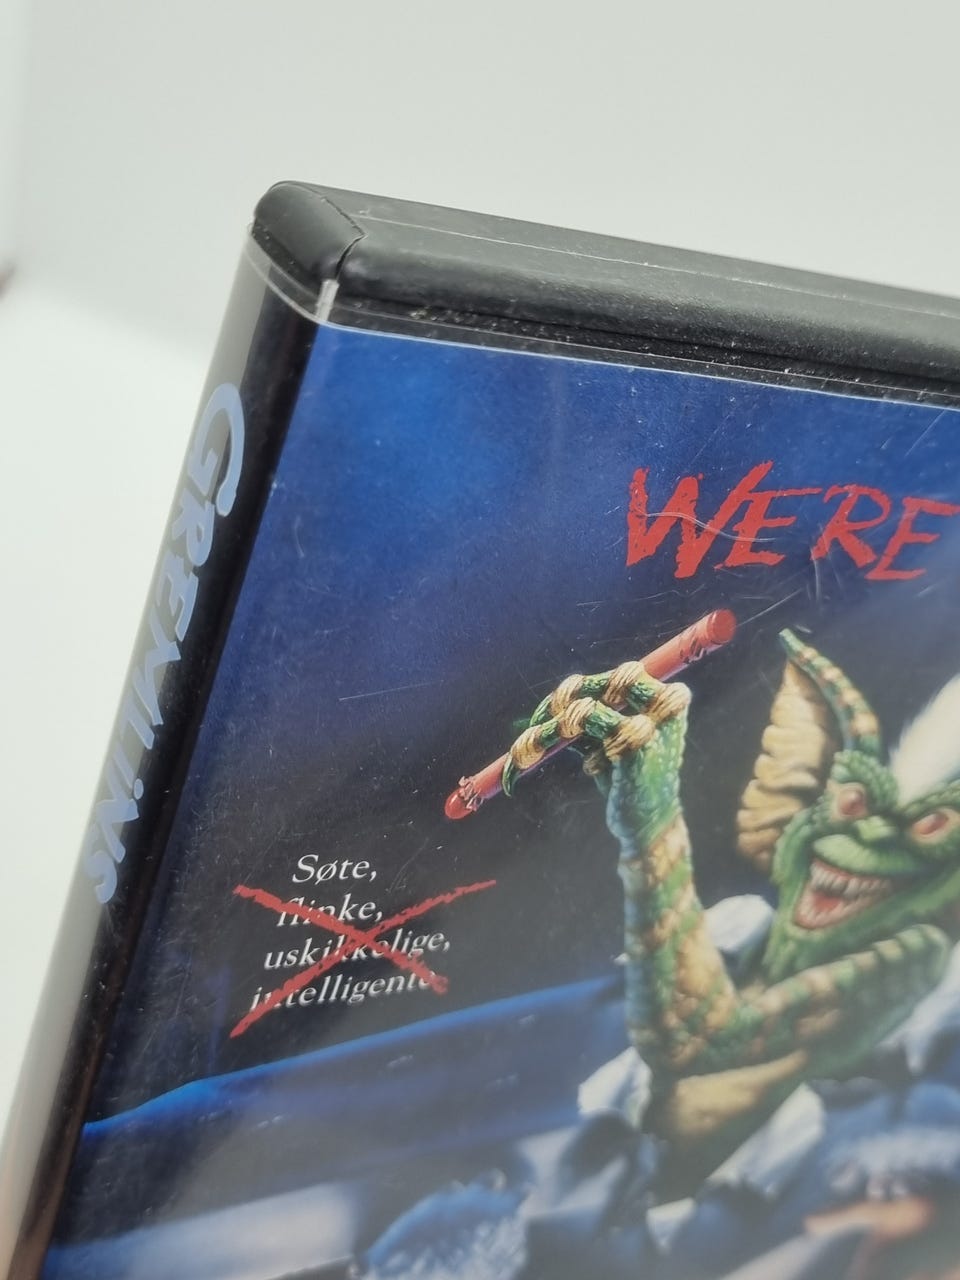 GREMLiNS
WE'RE
Søte,
flinke,
uskikkelige,
intelligente